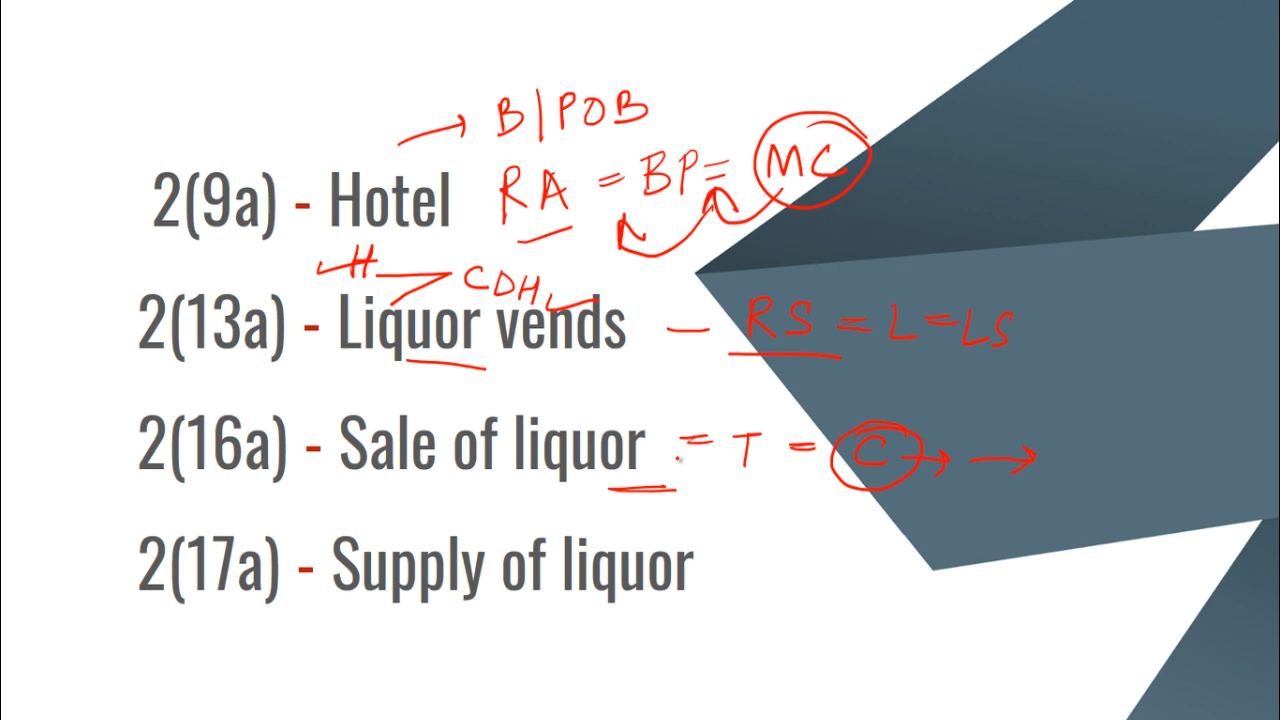 B|POB
2(9a) - Hotel RA = BP = MC
H CDH
2(13a) - Liquor vends - RS = L = LS
2(16a) - Sale of liquor = T = C → →
2(17a) - Supply of liquor